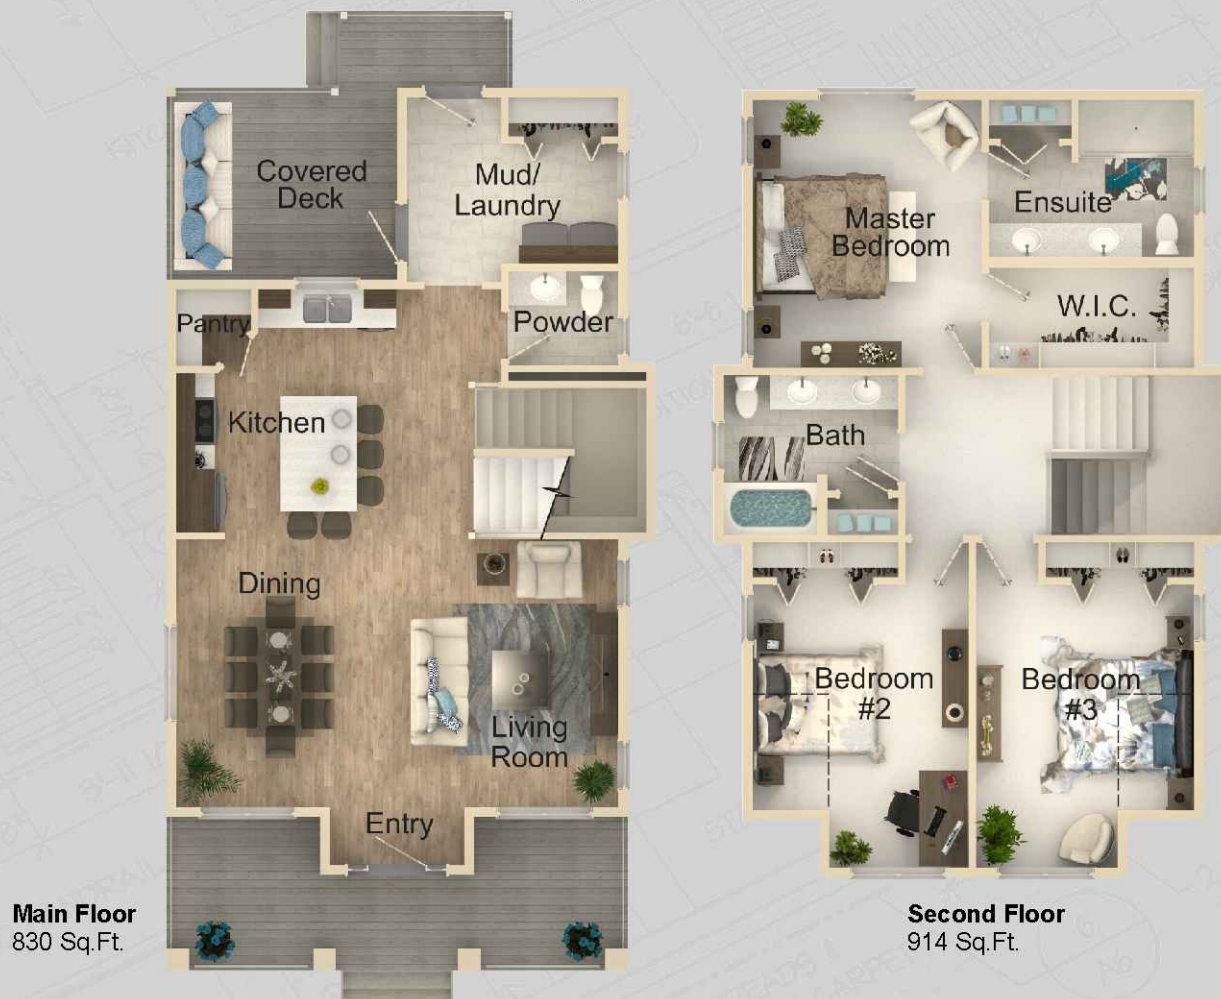 Covered
Deck
Mud/
Laundry
Pantry
Powder
Kitchen
Dining
Living
Room
Entry
Main Floor
830 Sq.Ft.
Master
Bedroom
Ensuite
W.I.C.
Bath
Bedroom
#2
Bedroom
#3
Second Floor
914 Sq.Ft.